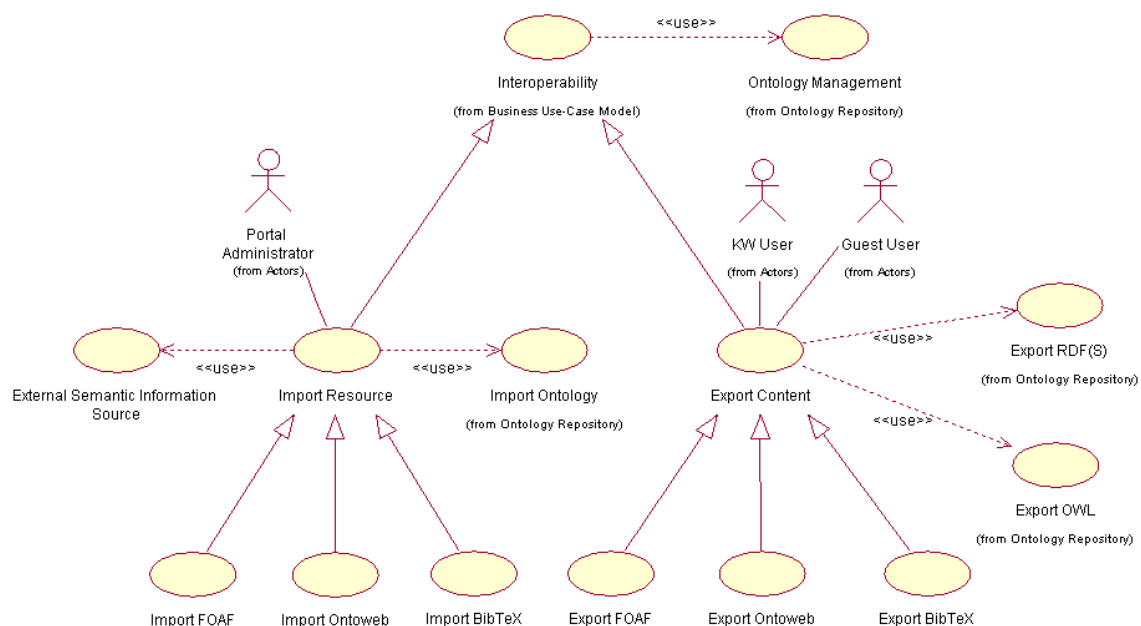 <<use>>
Interoperability
(from Business Use-Case Model)
Ontology Management
(from Ontology Repository)
Portal
Administrator
(from Actors)
KW User
(from Actors)
Guest User
(from Actors)
<<use>>
External Semantic Information
Source
Import Resource
<<use>>
Import Ontology
(from Ontology Repository)
Export Content
<<use>>
Export RDF(S)
(from Ontology Repository)
<<use>>
Export OWL
(from Ontology Repository)
Import FOAF
Import Ontoweb
Import BibTeX
Export FOAF
Export Ontoweb
Export BibTeX